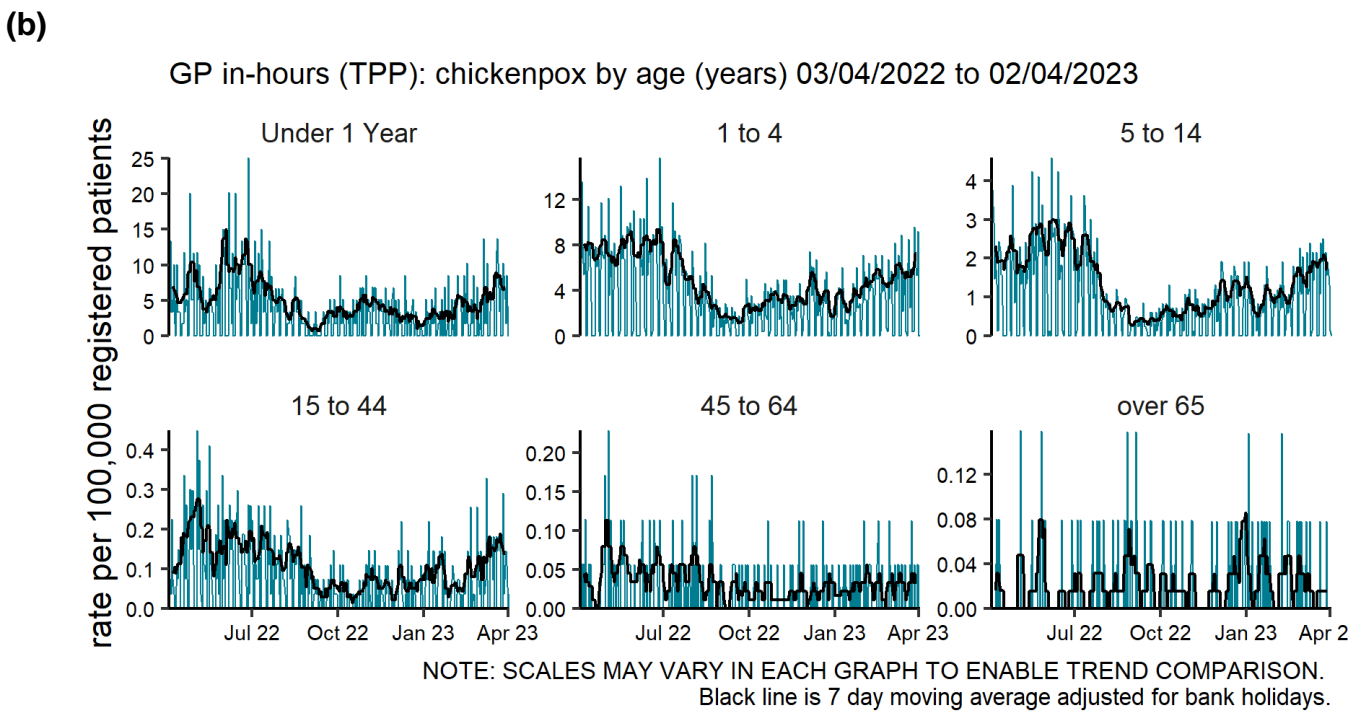 (b)
GP in-hours (TPP): chickenpox by age (years) 03/04/2022 to 02/04/2023
rate per 100,000 registered patients
Under 1 Year
25
20
15
10
5
0
1 to 4
12
8
4
0
5 to 14
4
3
2
1
0
15 to 44
0.4
0.3
0.2
0.1
0.0
Jul 22 Oct 22 Jan 23 Apr 23
45 to 64
0.20
0.15
0.10
0.05
0.00
Jul 22 Oct 22 Jan 23 Apr 23
over 65
0.12
0.08
0.04
0.00
Jul 22 Oct 22 Jan 23 Apr 2
NOTE: SCALES MAY VARY IN EACH GRAPH TO ENABLE TREND COMPARISON.
Black line is 7 day moving average adjusted for bank holidays.